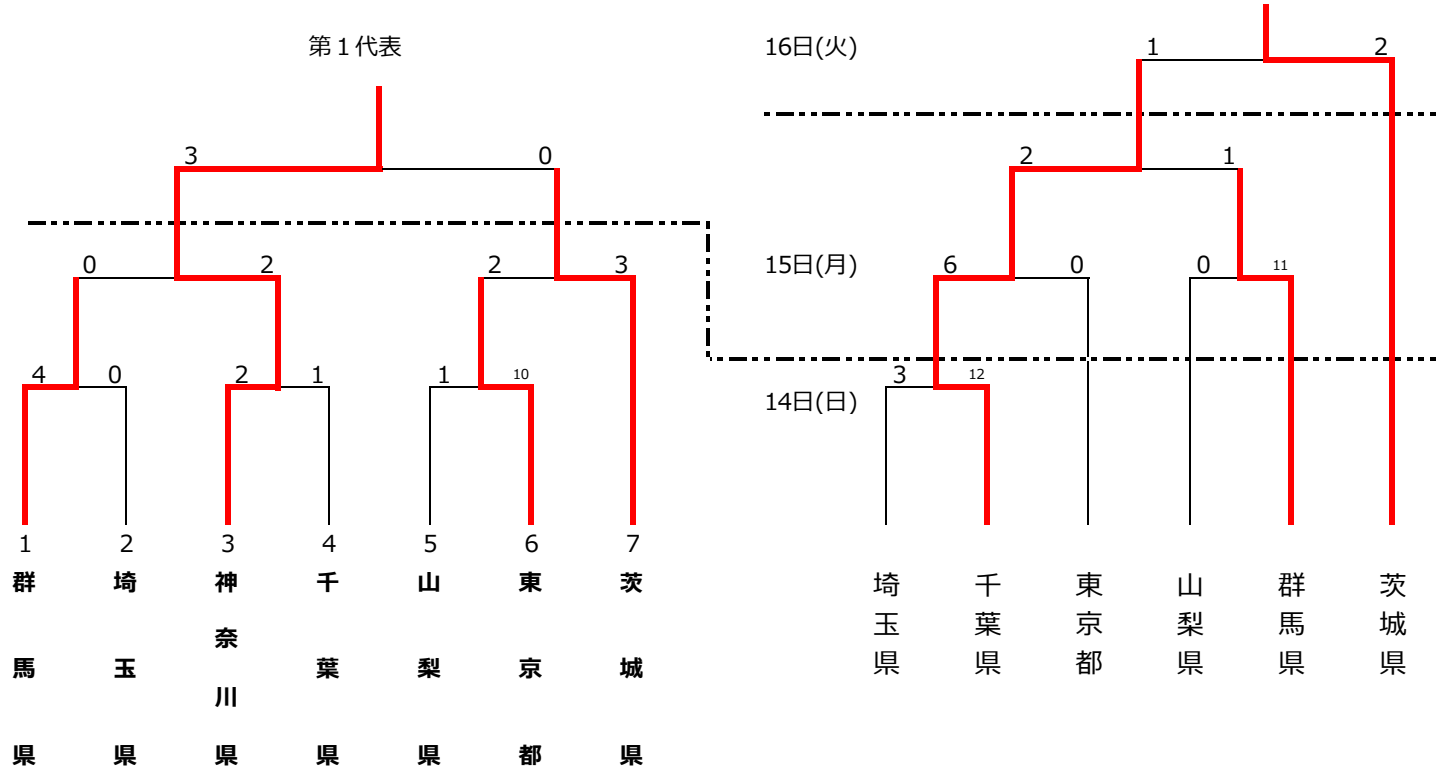 第１代表
3 0
0 2 2 3
4 0 2 1 1 10
1 2 3 4 5 6 7
群馬県
埼玉県
神奈川県
千葉県
山梨県
東京都
茨城県
16日(火)
1 2
2 1
15日(月)
6 0 0 11
3 12
14日(日)
埼玉県
千葉県
東京都
山梨県
群馬県
茨城県